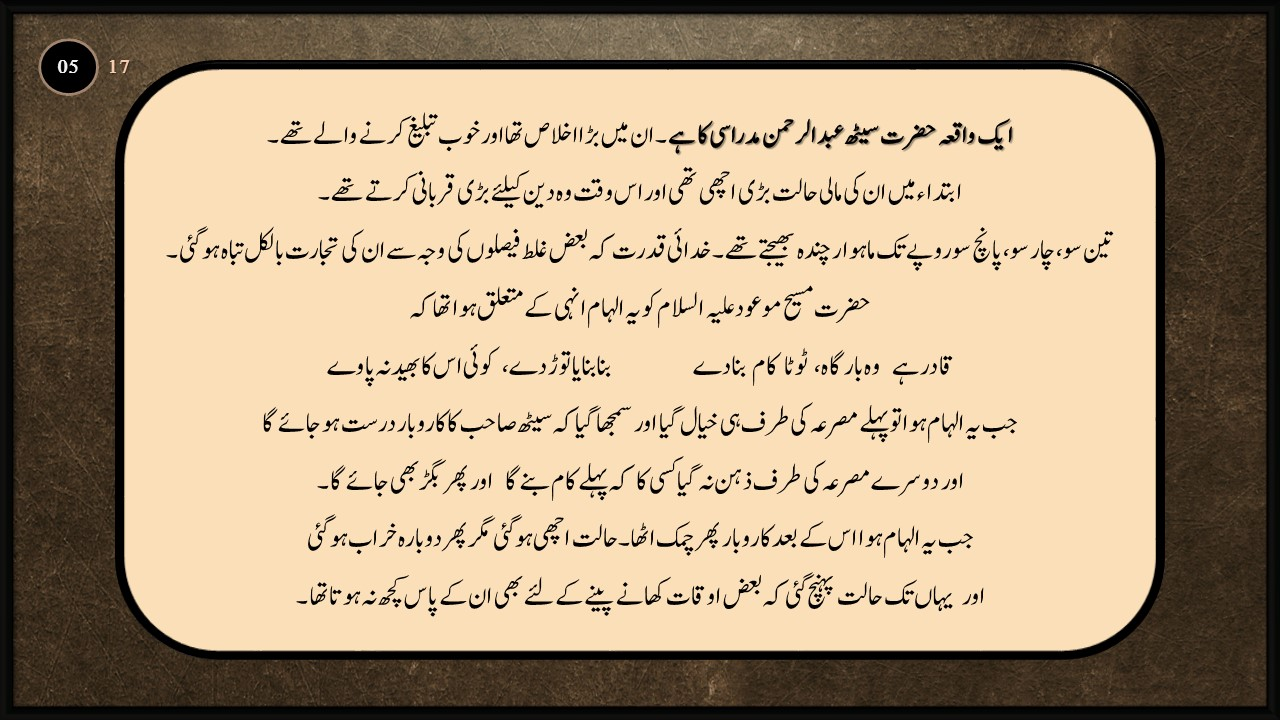 05 17
ایک واقعہ حضرت سیٹھ عبدالرحمن مدراسی کا ہے۔ ان میں بڑا اخلاص تھا اور خوب تبلیغ کرنے والے تھے۔
ابتداء میں ان کی مالی حالت بڑی اچھی تھی اور اس وقت وہ دین کیلئے بڑی قربانی کرتے تھے۔
تین سو، چار سو، پانچ سو روپے تک ماہوار چندہ بھیجتے تھے۔ خدائی قدرت کہ بعض غلط فیصلوں کی وجہ سے ان کی تجارت بالکل تباہ ہو گئی۔
حضرت مسیح موعود علیہ السلام کو یہ الہام انہی کے متعلق ہوا تھا کہ
قادر ہے وہ بارگاہ، ٹوٹا کام بنادے بنا بنایا توڑ دے، کوئی اس کا بھید نہ پاوے
جب یہ الہام ہوا تو پہلے مصرعہ کی طرف ہی خیال گیا اور سمجھا گیا کہ سیٹھ صاحب کا کاروبار درست ہو جائے گا
اور دوسرے مصرعہ کی طرف ذہن نہ گیا کسی کا کہ پہلے کام بنے گا اور پھر بگڑ بھی جائے گا۔
جب یہ الہام ہوا اس کے بعد کاروبار پھر چمک اٹھا۔ حالت اچھی ہو گئی مگر پھر دوبارہ خراب ہو گئی
اور یہاں تک حالت پہنچ گئی کہ بعض اوقات کھانے پینے کے لئے بھی ان کے پاس کچھ نہ ہوتا تھا۔